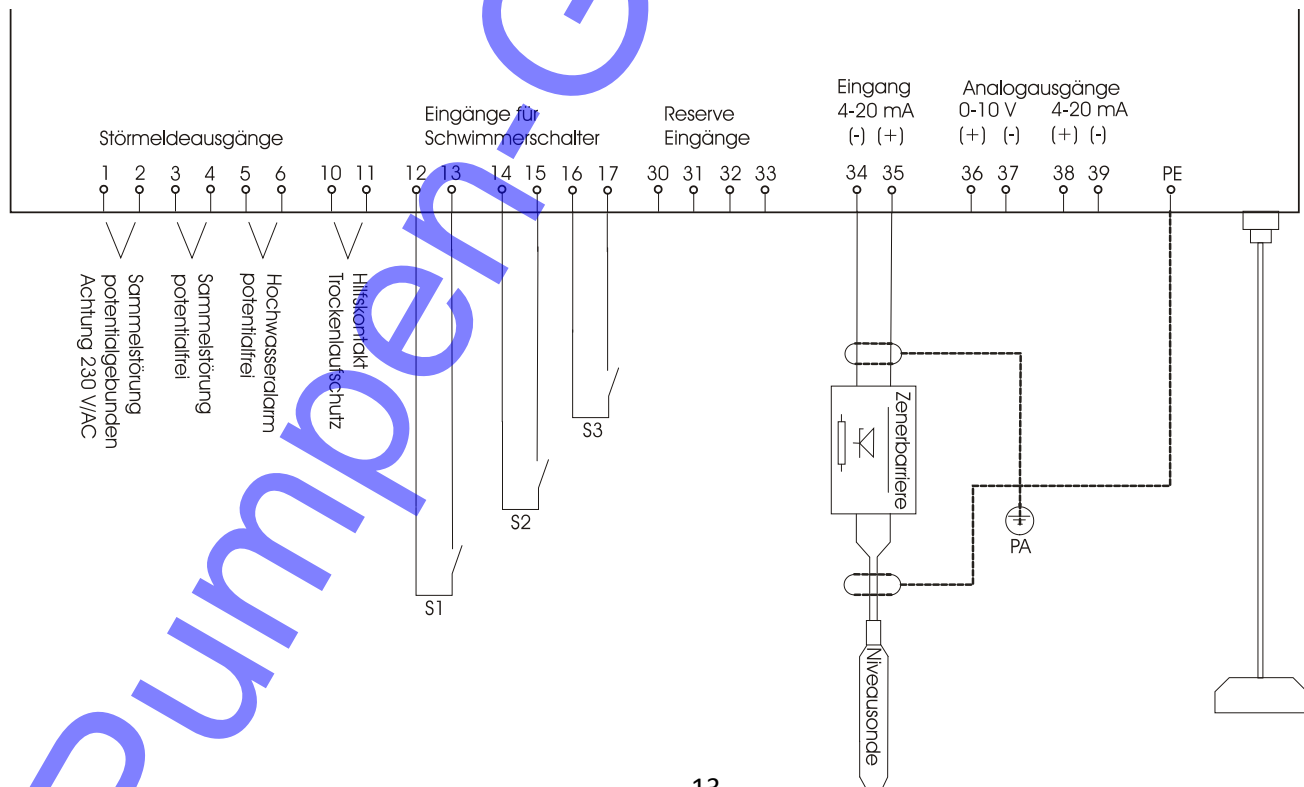 Pumpen-G
Störmeldeausgänge
1 2 3 4 5 6 10 11
Eingänge für
Schwimmerschalter
12 13 14 15 16 17
Reserve
Eingänge
30 31 32 33
Eingang
4-20 mA
(-) (+)
34 35
Analogausgänge
0-10 V 4-20 mA
(+) (-) (+) (-)
36 37 38 39
PE
Sammelstörung
potentialgebunden
Achtung 230 V/AC
Sammelstörung
potentialfrei
Hochwasseralarm
potentialfrei
Hilfskontakt
Trockenlaufschutz
S1
S2
S3
Zenerbarriere
PA
Niveausonde